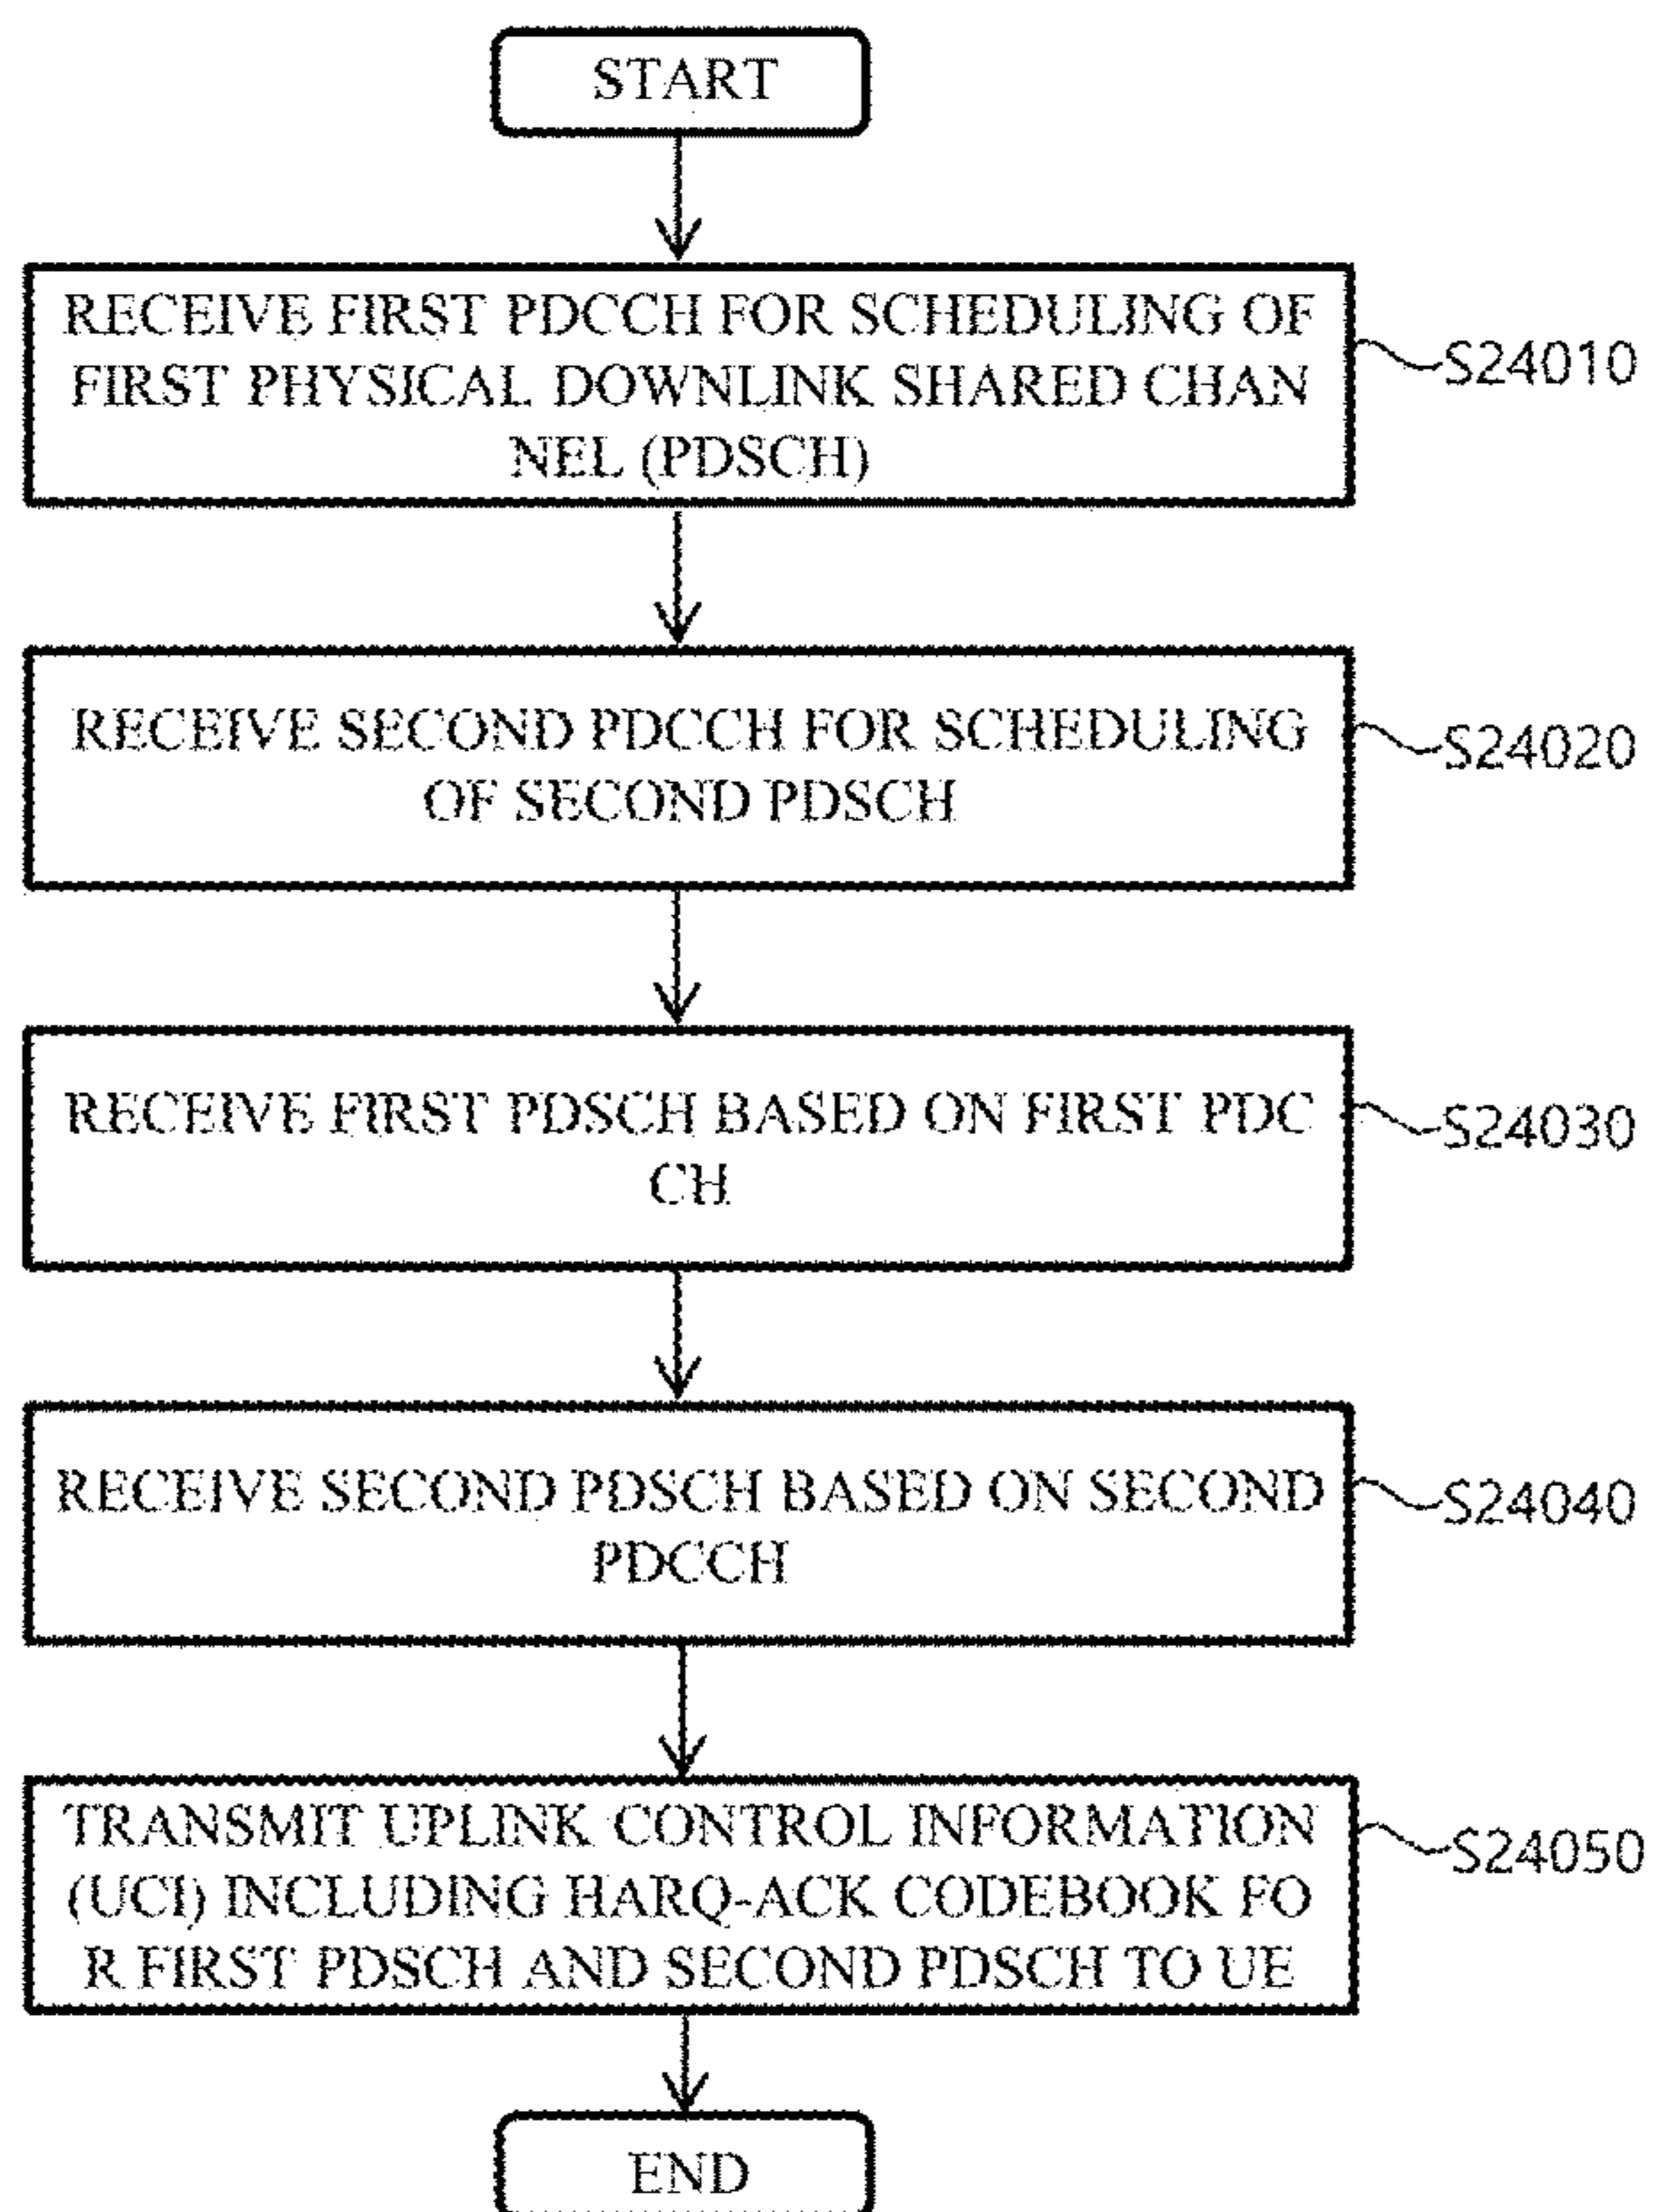 START
RECEIVE FIRST PDCCH FOR SCHEDULING OF
FIRST PHYSICAL DOWNLINK SHARED CHAN
NEL (PDSCH)
S24010
RECEIVE SECOND PDCCH FOR SCHEDULING
OF SECOND PDSCH
S24020
RECEIVE FIRST PDSCH BASED ON FIRST PDC
CH
S24030
RECEIVE SECOND PDSCH BASED ON SECOND
PDCCH
S24040
TRANSMIT UPLINK CONTROL INFORMATION
(UCI) INCLUDING HARQ-ACK CODEBOOK FO
R FIRST PDSCH AND SECOND PDSCH TO UE
S24050
END